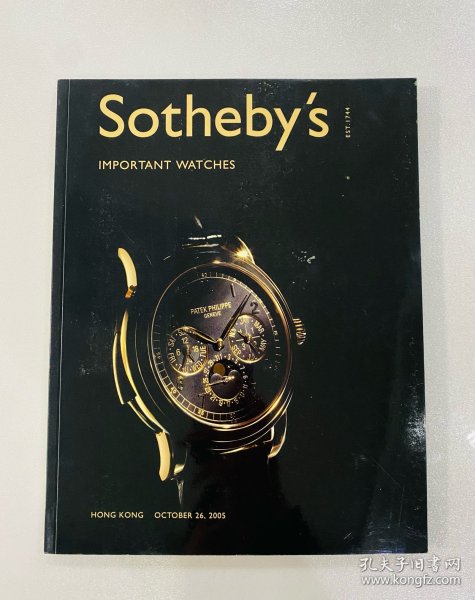 Sotheby's
EST.1744
IMPORTANT WATCHES
PATEK PHILIPPE
GENEVE
HONG KONG OCTOBER 26, 2005
孔夫子旧书网
www.kongfz.com